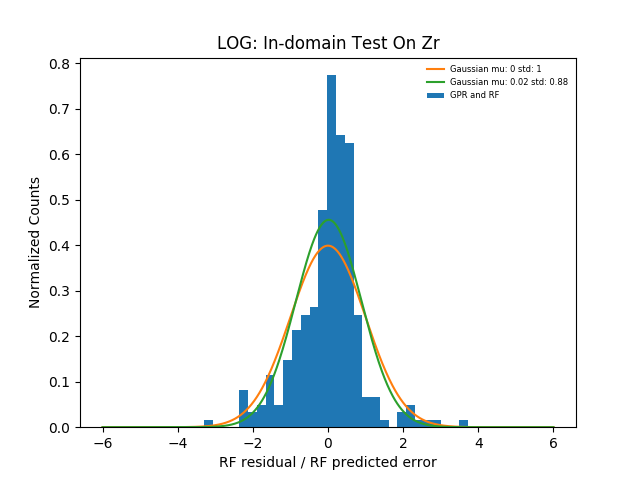 LOG: In-domain Test On Zr
Gaussian mu: 0 std: 1
Gaussian mu: 0.02 std: 0.88
GPR and RF
Normalized Counts
0.8
0.7
0.6
0.5
0.4
0.3
0.2
0.1
0.0
−6 −4 −2 0 2 4 6
RF residual / RF predicted error